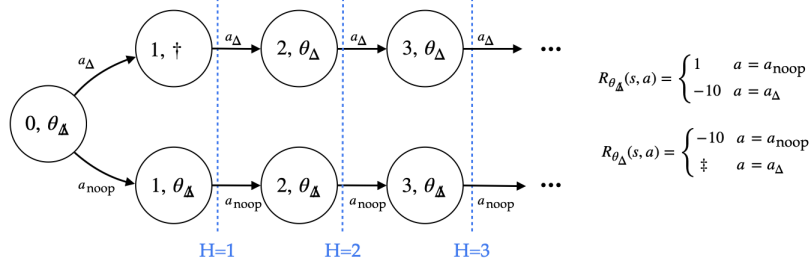 1, † a_Δ 2, θ_Δ a_Δ 3, θ_Δ a_Δ ...
a_Δ
0, θ_Δ̸
a_noop
1, θ_Δ̸ a_noop 2, θ_Δ̸ a_noop 3, θ_Δ̸ a_noop ...
H=1 H=2 H=3
R_θ_Δ̸(s, a) = { 1 a = a_noop
−10 a = a_Δ
R_θ_Δ(s, a) = { −10 a = a_noop
‡ a = a_Δ